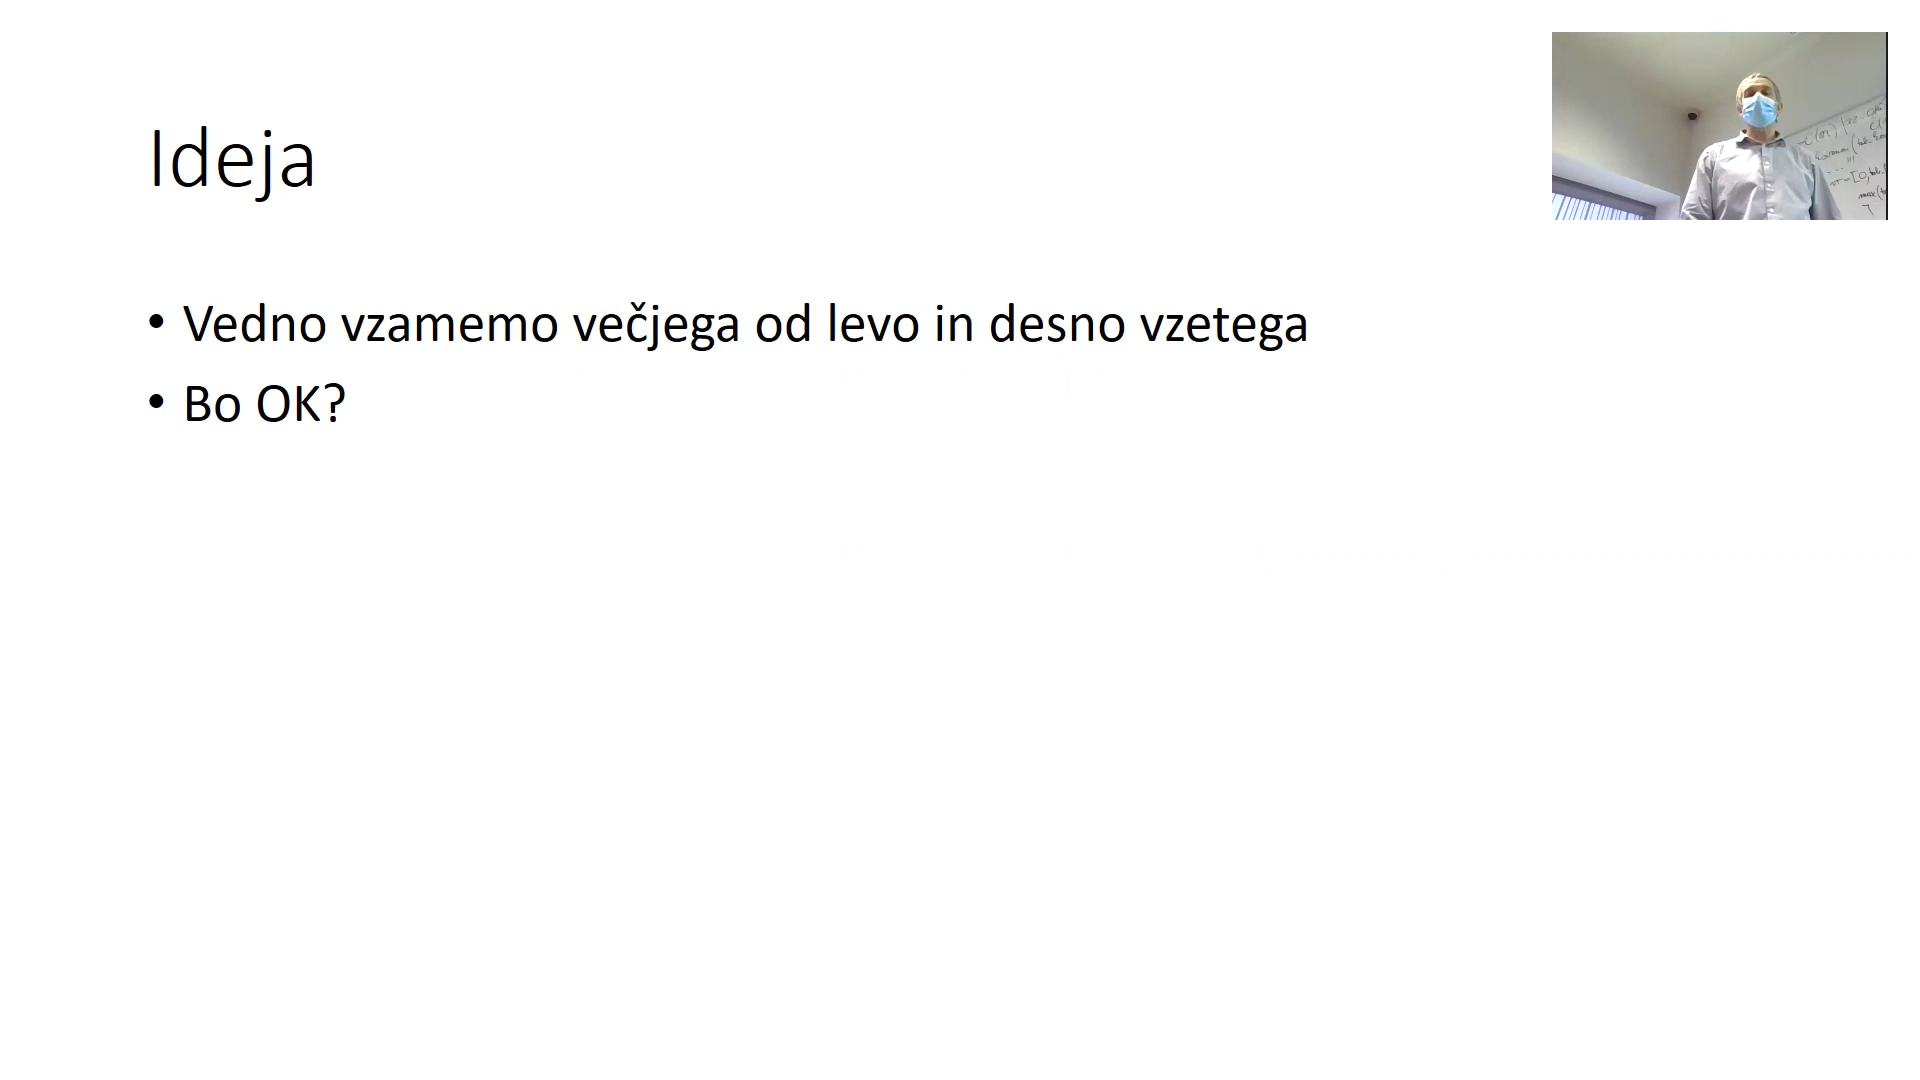 Ideja
• Vedno vzamemo večjega od levo in desno vzetega
• Bo OK?